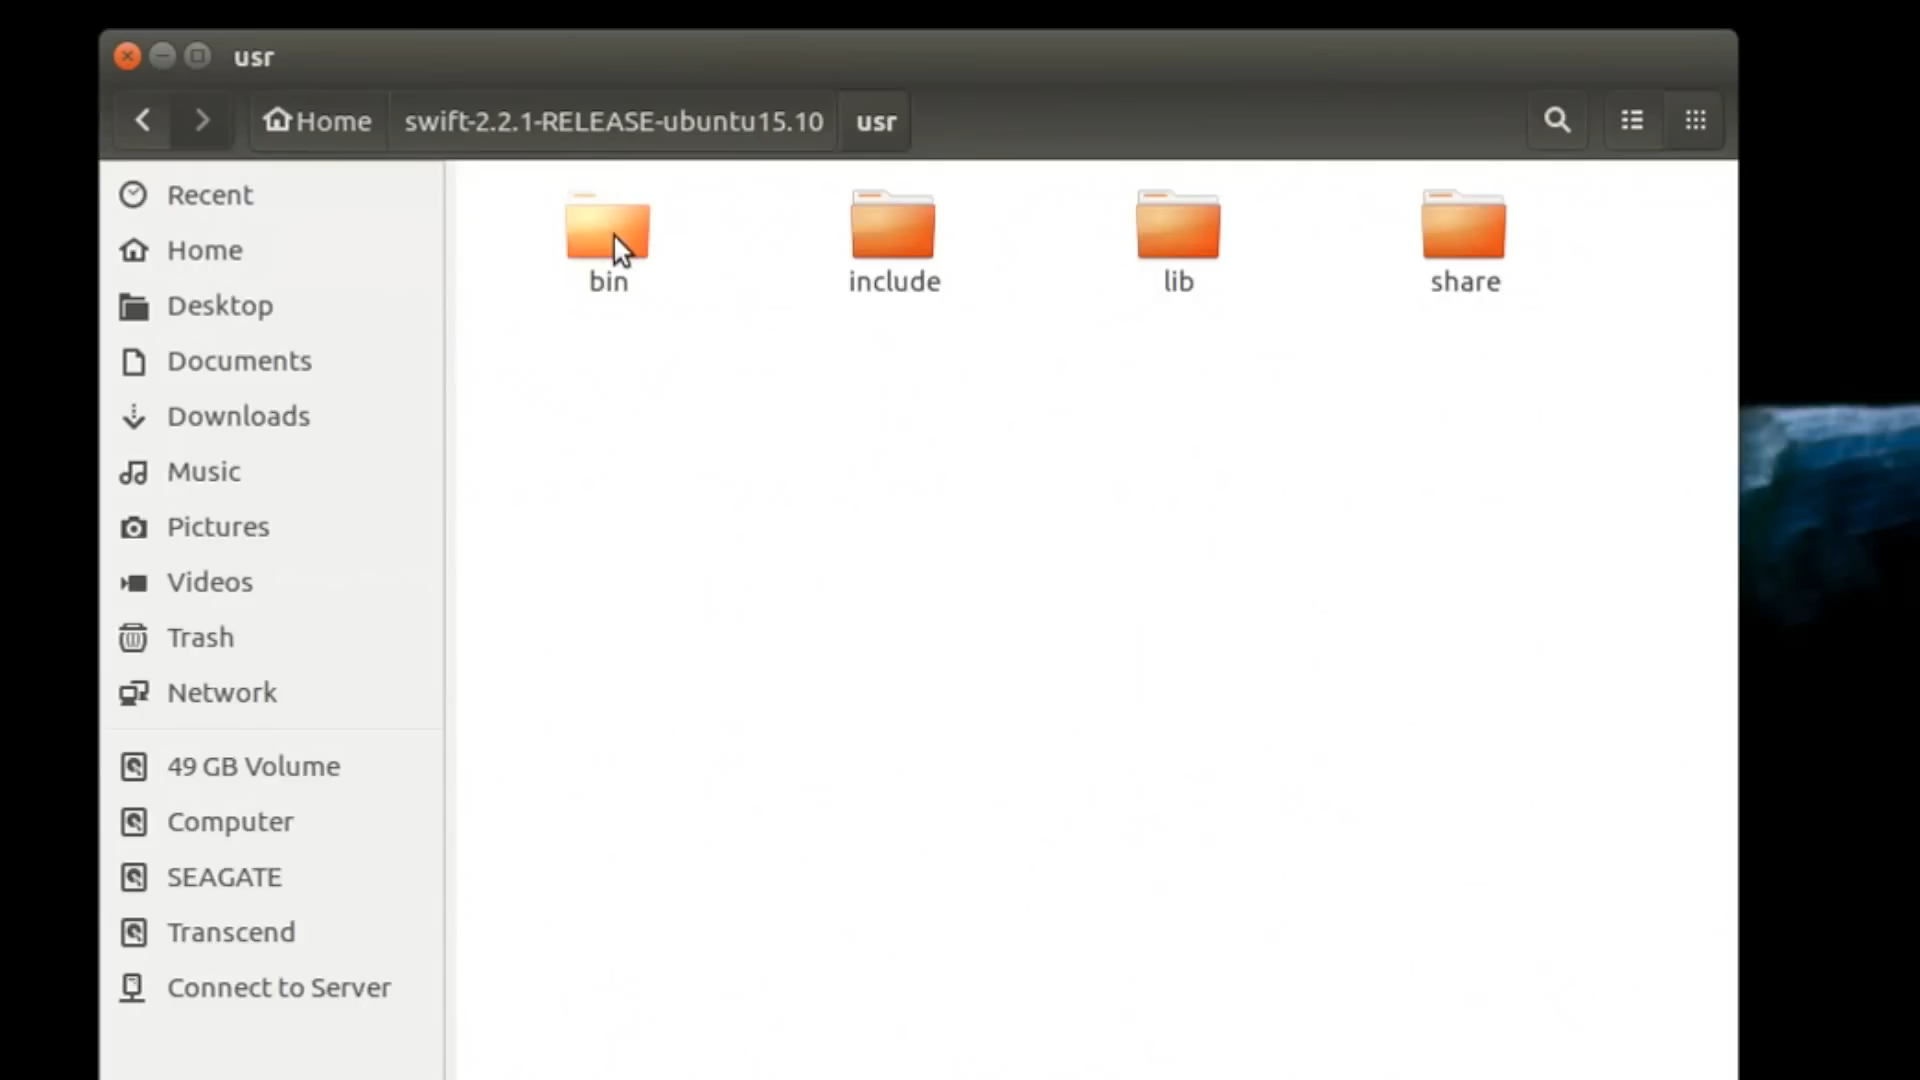 usr
Home
swift-2.2.1-RELEASE-ubuntu15.10
usr
Recent
Home
Desktop
Documents
Downloads
Music
Pictures
Videos
Trash
Network
49 GB Volume
Computer
SEAGATE
Transcend
Connect to Server
bin
include
lib
share